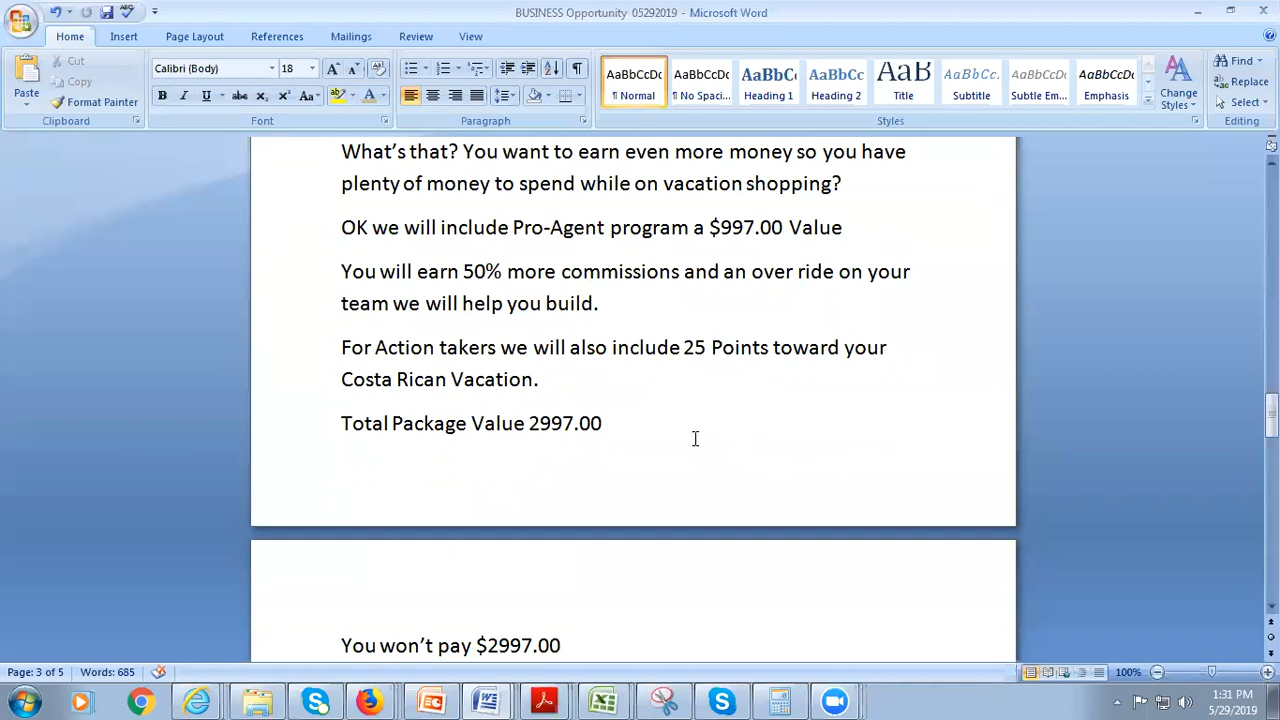 BUSINESS Opportunity 05292019 - Microsoft Word
Home Insert Page Layout References Mailings Review View
Paste
Cut
Copy
Format Painter
Clipboard
Calibri (Body) 18
Font
Paragraph
AaBbCcDc AaBbCcDc AaBbCc AaBbCc AaB AaBbCc. AaBbCcDc AaBbCcDc
¶ Normal ¶ No Spaci... Heading 1 Heading 2 Title Subtitle Subtle Em... Emphasis
Styles
Change Styles
Find
Replace
Select
Editing
What's that? You want to earn even more money so you have
plenty of money to spend while on vacation shopping?
OK we will include Pro-Agent program a $997.00 Value
You will earn 50% more commissions and an over ride on your
team we will help you build.
For Action takers we will also include 25 Points toward your
Costa Rican Vacation.
Total Package Value 2997.00
You won't pay $2997.00
Page: 3 of 5 Words: 685 100%
1:31 PM
5/29/2019